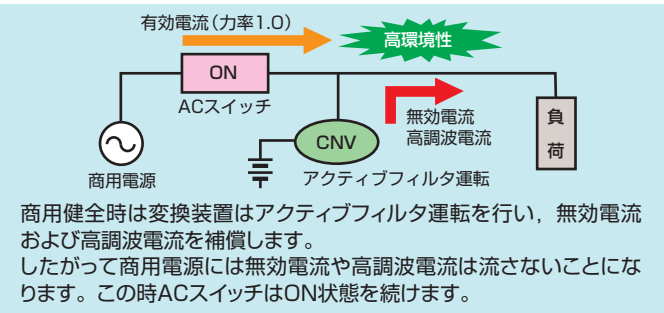 有効電流(力率1.0)
高環境性
ON
ACスイッチ
無効電流
高調波電流
負
荷
CNV
商用電源
アクティブフィルタ運転
商用健全時は変換装置はアクティブフィルタ運転を行い，無効電流
および高調波電流を補償します。
したがって商用電源には無効電流や高調波電流は流さないことにな
ります。この時ACスイッチはON状態を続けます。